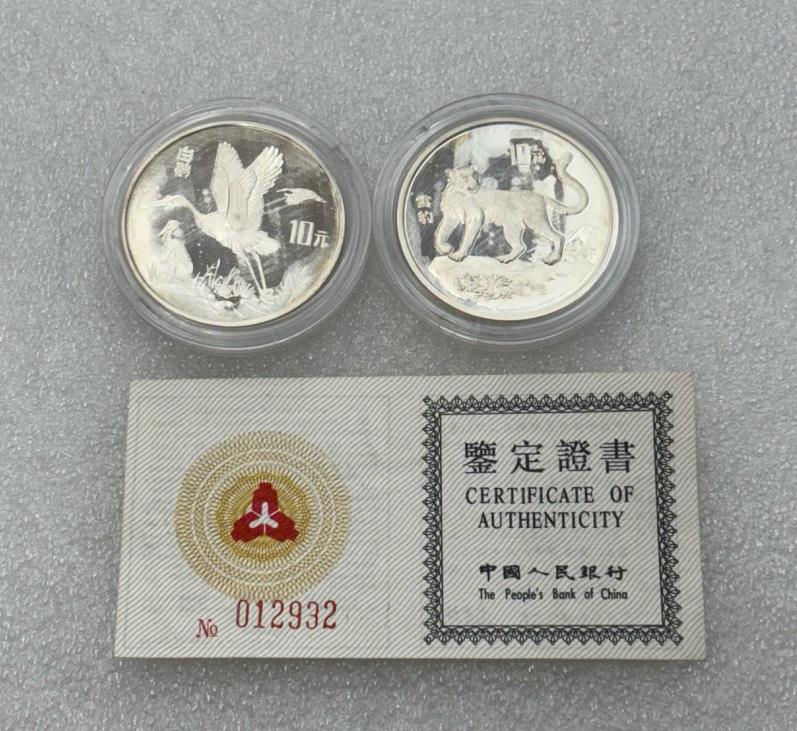 白鹳
10元
10元
雪豹
鑒定證書
CERTIFICATE OF
AUTHENTICITY
中國人民銀行
The People's Bank of China
№ 012932